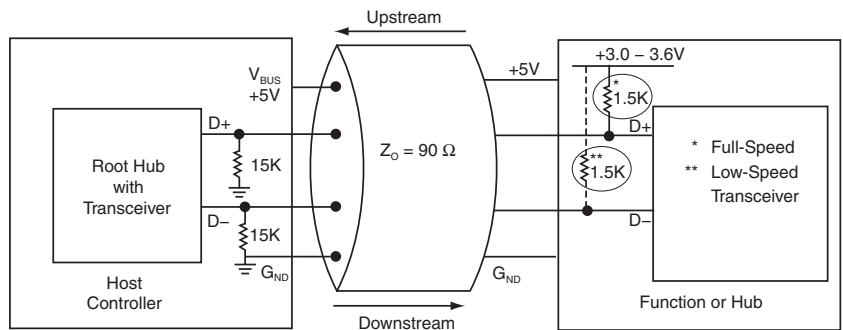 Upstream
V_BUS
+5V
D+
15K
Root Hub
with
Transceiver
D–
15K
G_ND
Host
Controller
Z_O = 90 Ω
+5V
+3.0 – 3.6V
*
1.5K
D+
**
1.5K
* Full-Speed
** Low-Speed
Transceiver
D–
G_ND
Function or Hub
Downstream